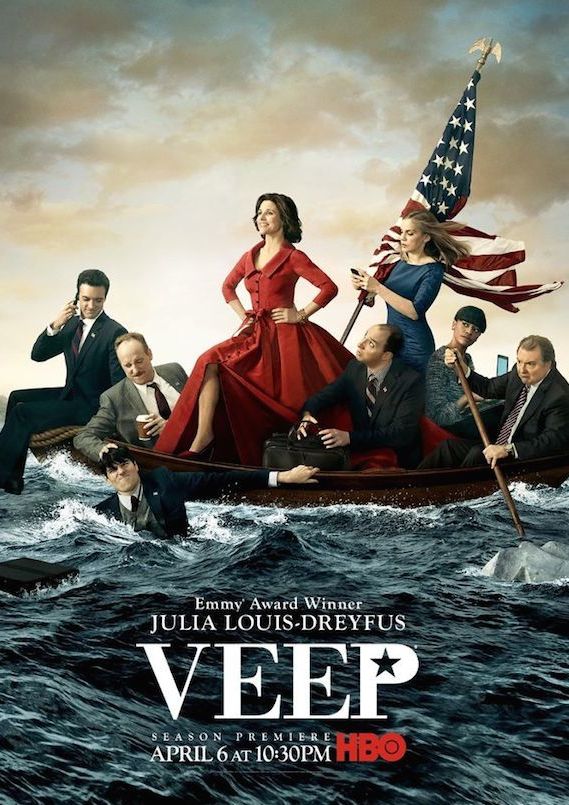 Emmy® Award Winner
JULIA LOUIS-DREYFUS
VEEP
SEASON PREMIERE
APRIL 6 AT 10:30PM HBO